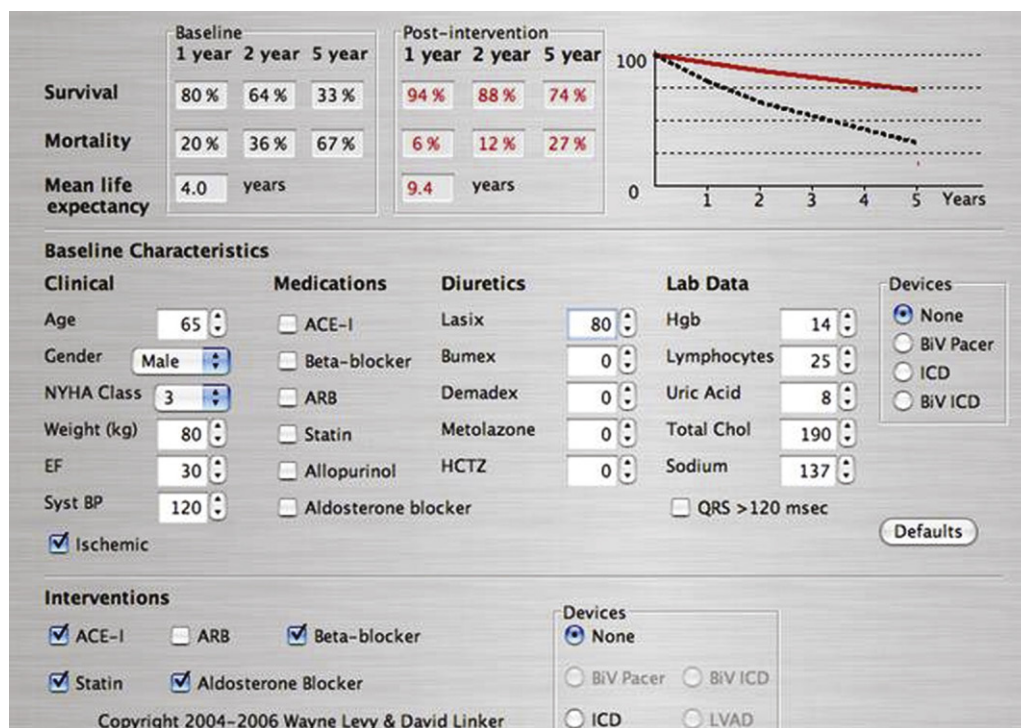 Baseline Post-intervention
1 year 2 year 5 year 1 year 2 year 5 year
100
Survival 80 % 64 % 33 % 94 % 88 % 74 %
Mortality 20 % 36 % 67 % 6 % 12 % 27 %
Mean life expectancy 4.0 years 9.4 years
0 1 2 3 4 5 Years
Baseline Characteristics
Clinical Medications Diuretics Lab Data Devices
Age 65 ACE-I Lasix 80 Hgb 14 None
Gender Male Beta-blocker Bumex 0 Lymphocytes 25 BiV Pacer
NYHA Class 3 ARB Demadex 0 Uric Acid 8 ICD
Weight (kg) 80 Statin Metolazone 0 Total Chol 190 BiV ICD
EF 30 Allopurinol HCTZ 0 Sodium 137
Syst BP 120 Aldosterone blocker QRS >120 msec
Defaults
Ischemic
Interventions
Devices
ACE-I ARB Beta-blocker None
Statin Aldosterone Blocker BiV Pacer BiV ICD
Copyright 2004-2006 Wayne Levy & David Linker ICD LVAD